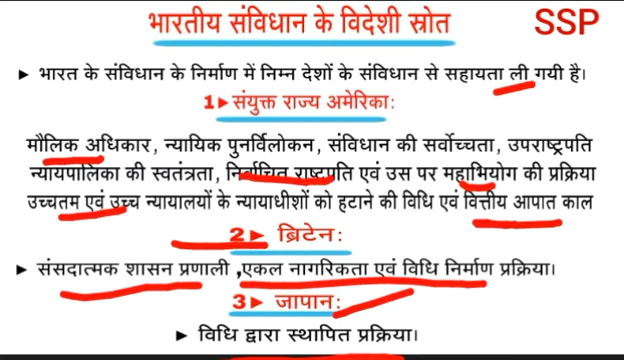 भारतीय संविधान के विदेशी स्रोत SSP
► भारत के संविधान के निर्माण में निम्न देशों के संविधान से सहायता ली गयी है।
1► संयुक्त राज्य अमेरिका:
मौलिक अधिकार, न्यायिक पुनर्विलोकन, संविधान की सर्वोच्चता, उपराष्ट्रपति
न्यायपालिका की स्वतंत्रता, निर्वाचित राष्ट्रपति एवं उस पर महाभियोग की प्रक्रिया
उच्चतम एवं उच्च न्यायालयों के न्यायाधीशों को हटाने की विधि एवं वित्तीय आपात काल
2► ब्रिटेन:
► संसदात्मक शासन प्रणाली ,एकल नागरिकता एवं विधि निर्माण प्रक्रिया।
3► जापान:
► विधि द्वारा स्थापित प्रक्रिया।